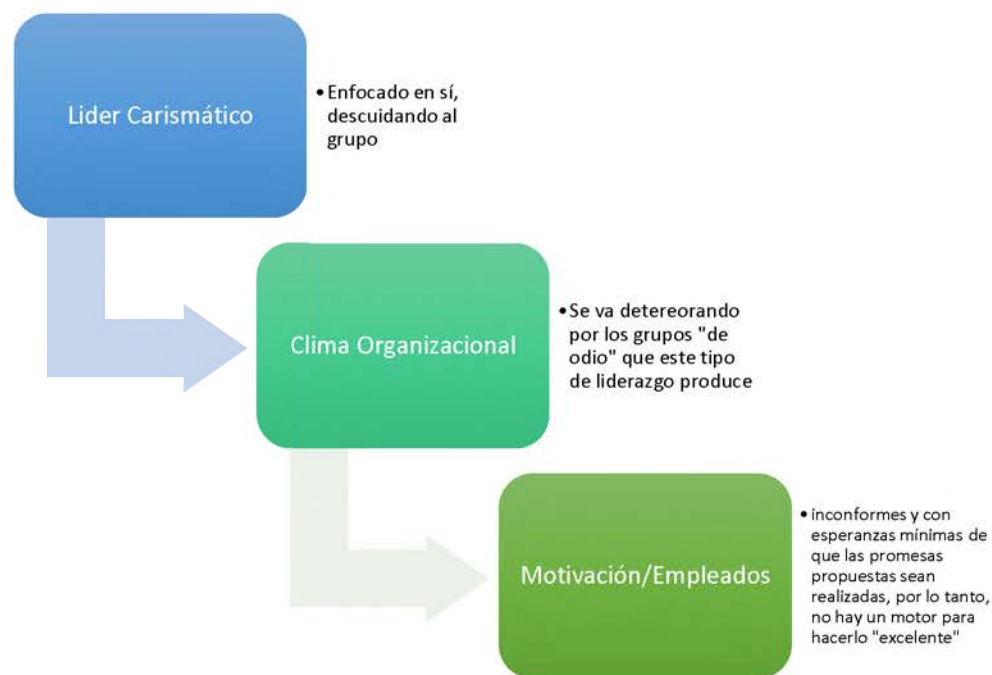 Lider Carismático
• Enfocado en sí,
descuidando al
grupo
Clima Organizacional
• Se va detereorando
por los grupos "de
odio" que este tipo
de liderazgo produce
Motivación/Empleados
• inconformes y con
esperanzas mínimas de
que las promesas
propuestas sean
realizadas, por lo tanto,
no hay un motor para
hacerlo "excelente"